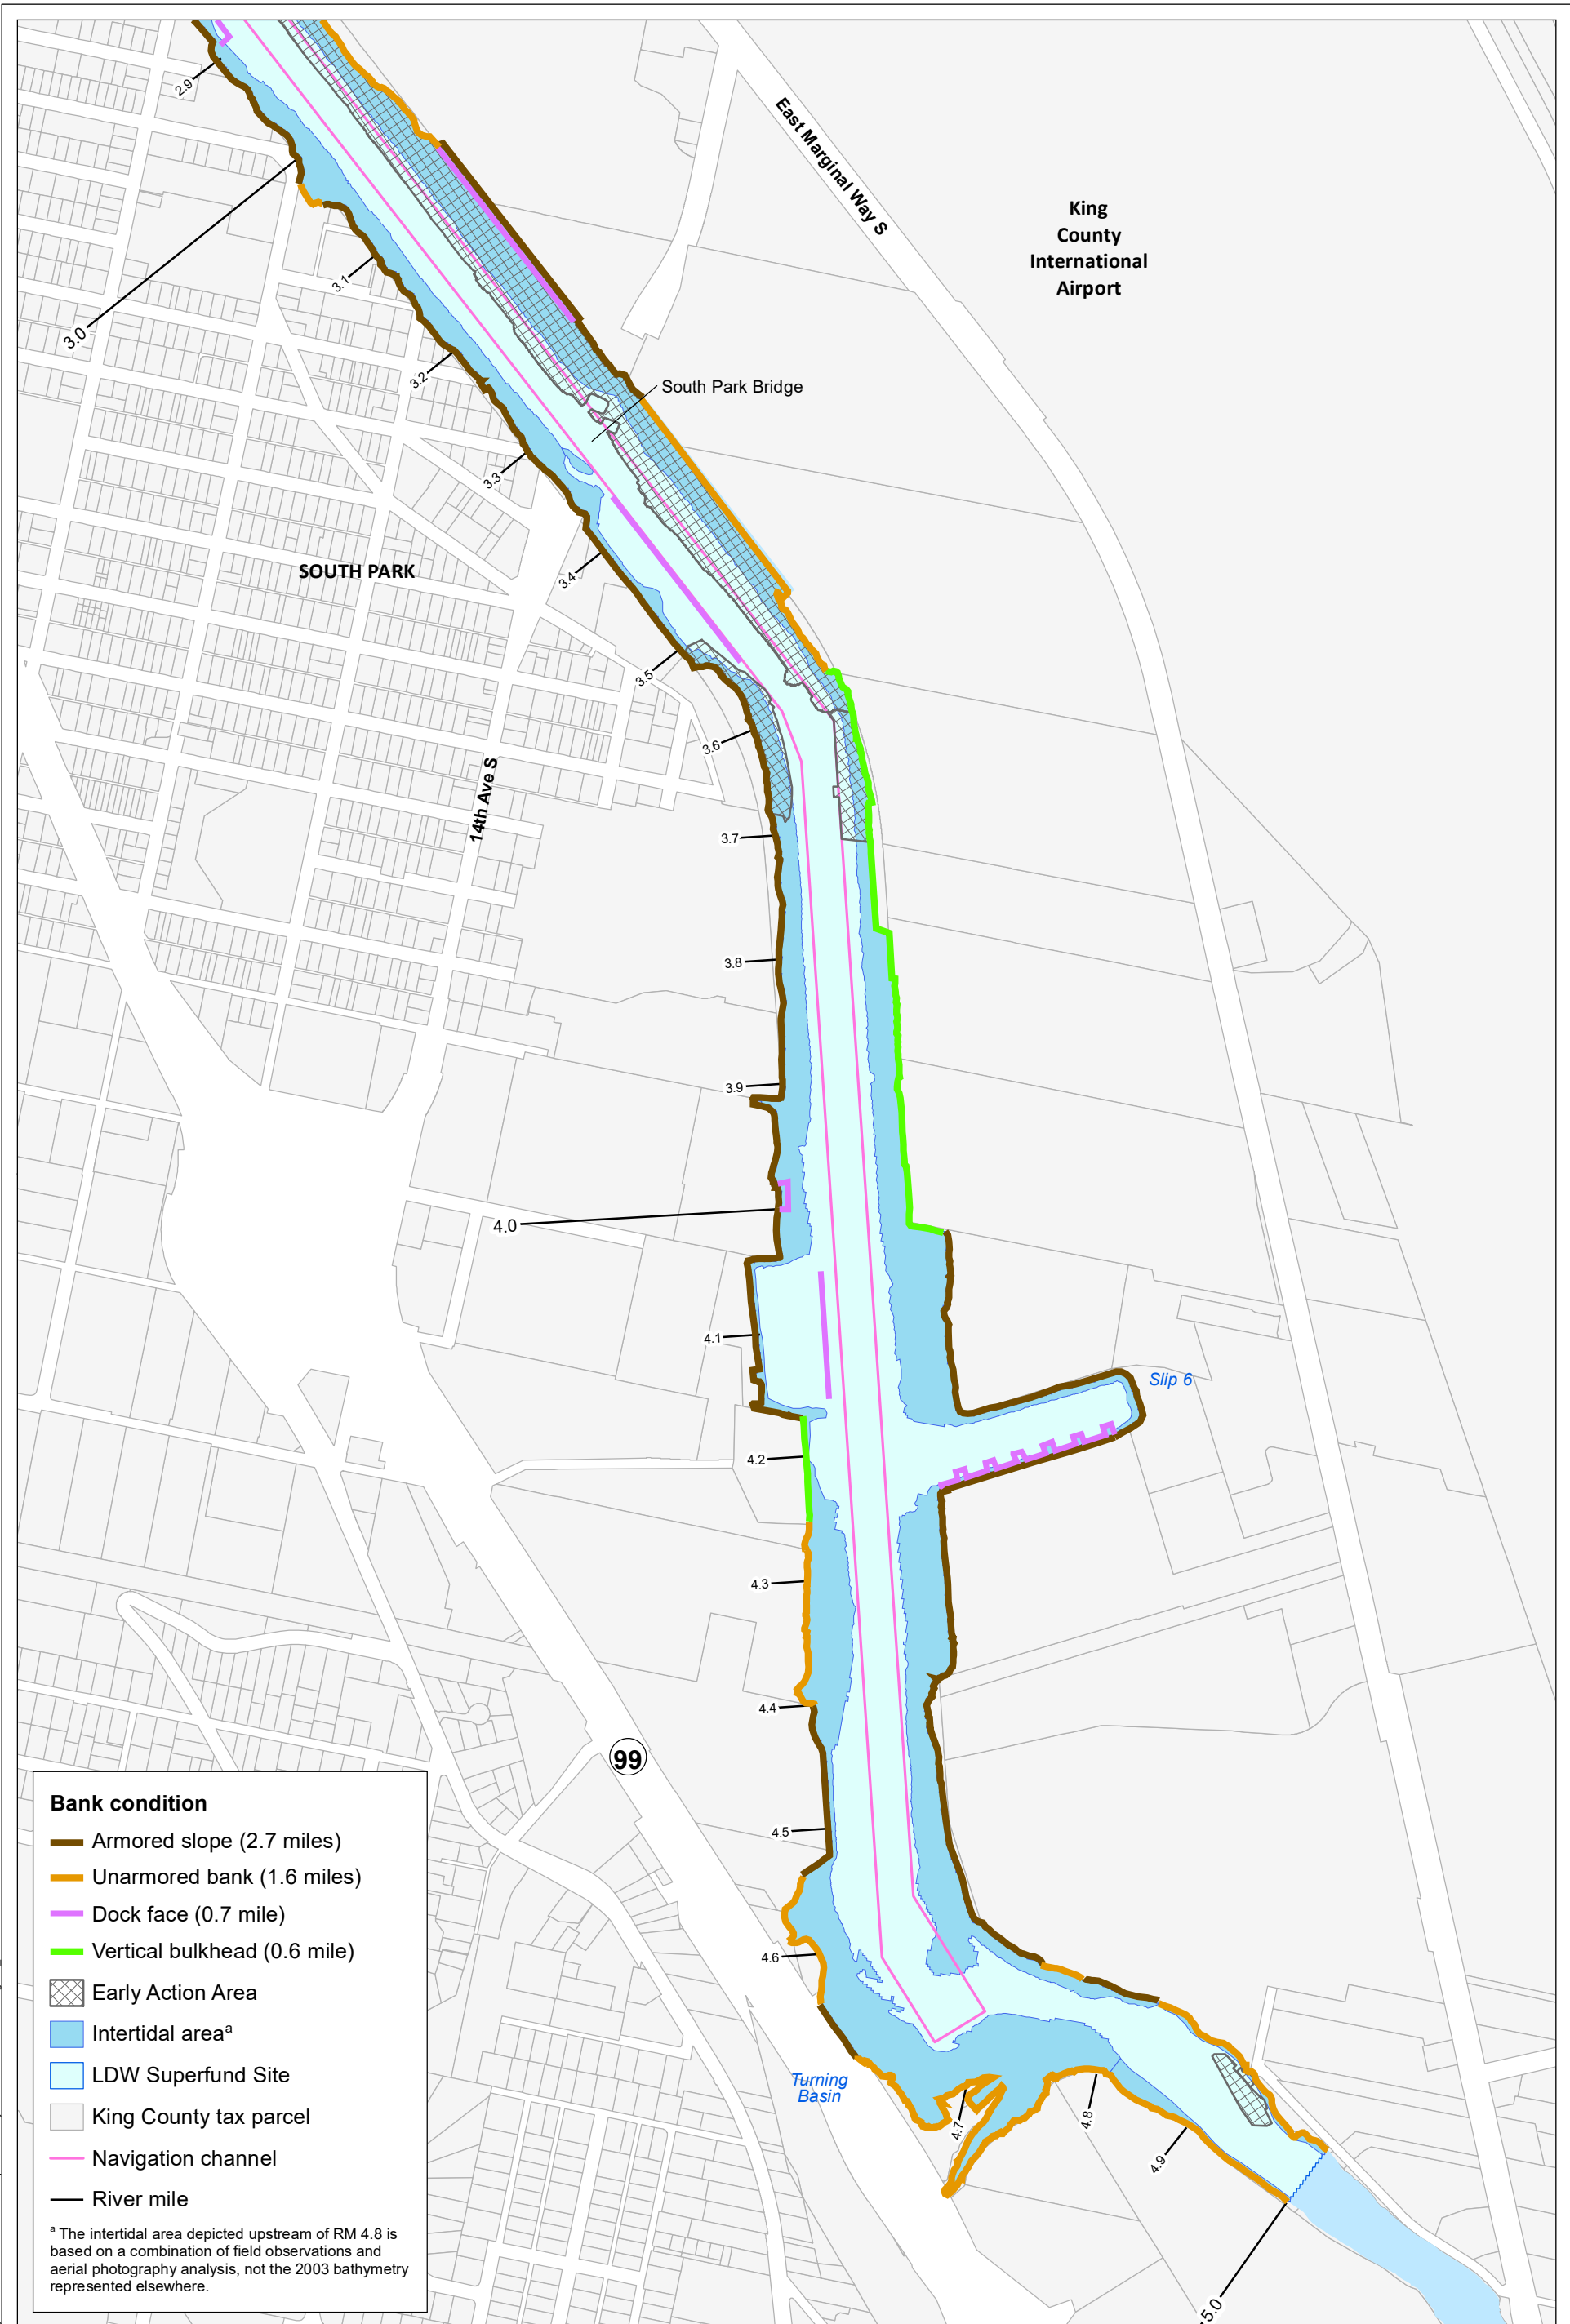 2.9
East Marginal Way S
King
County
International
Airport
3.1
3.0
3.2
South Park Bridge
3.3
SOUTH PARK
3.4
3.5
3.6
14th Ave S
3.7
3.8
3.9
4.0
4.1
Slip 6
4.2
4.3
4.4
99
4.5
4.6
Turning
Basin
4.7
4.8
4.9
5.0
Bank condition
Armored slope (2.7 miles)
Unarmored bank (1.6 miles)
Dock face (0.7 mile)
Vertical bulkhead (0.6 mile)
Early Action Area
Intertidal areaᵃ
LDW Superfund Site
King County tax parcel
Navigation channel
River mile
ᵃ The intertidal area depicted upstream of RM 4.8 is
based on a combination of field observations and
aerial photography analysis, not the 2003 bathymetry
represented elsewhere.